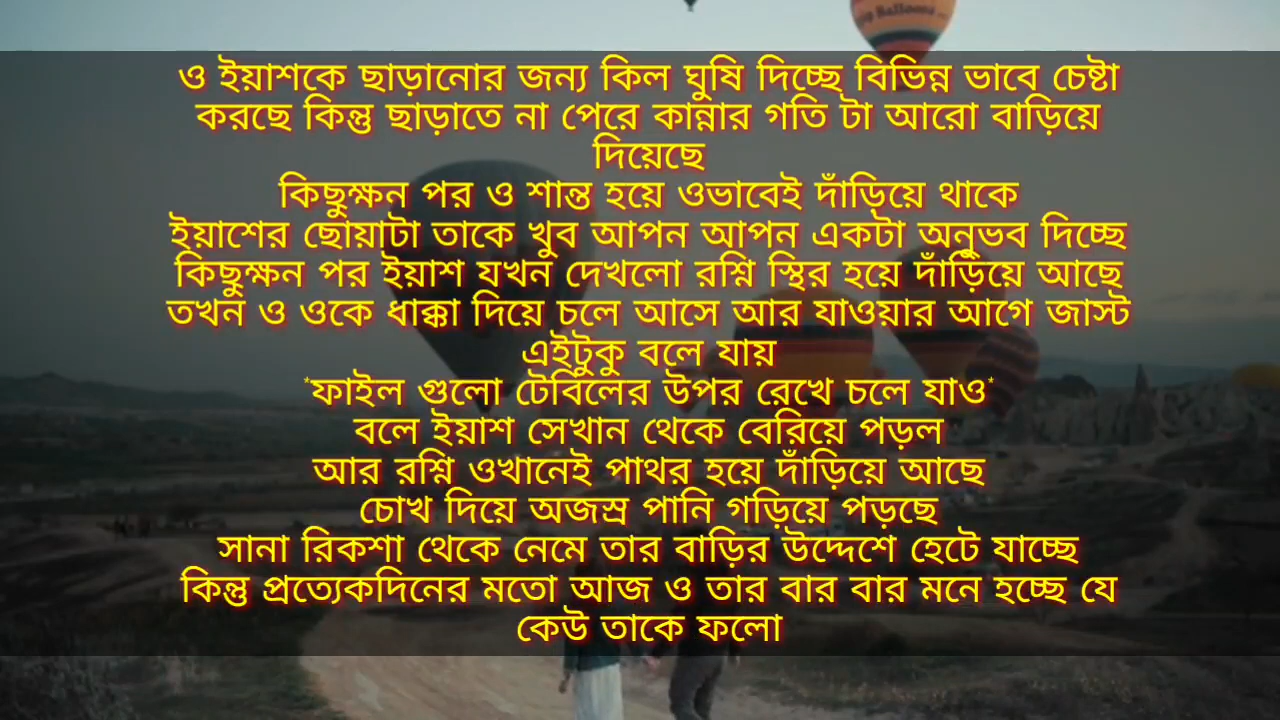 Balloons
ও ইয়াশকে ছাড়ানোর জন্য কিল ঘুষি দিচ্ছে বিভিন্ন ভাবে চেষ্টা
করছে কিন্তু ছাড়াতে না পেরে কান্নার গতি টা আরো বাড়িয়ে
দিয়েছে
কিছুক্ষন পর ও শান্ত হয়ে ওভাবেই দাঁড়িয়ে থাকে
ইয়াশের ছোয়াটা তাকে খুব আপন আপন একটা অনুভব দিচ্ছে
কিছুক্ষন পর ইয়াশ যখন দেখলো রশ্নি স্থির হয়ে দাঁড়িয়ে আছে
তখন ও ওকে ধাক্কা দিয়ে চলে আসে আর যাওয়ার আগে জাস্ট
এইটুকু বলে যায়
*ফাইল গুলো টেবিলের উপর রেখে চলে যাও*
বলে ইয়াশ সেখান থেকে বেরিয়ে পড়ল
আর রশ্নি ওখানেই পাথর হয়ে দাঁড়িয়ে আছে
চোখ দিয়ে অজস্র পানি গড়িয়ে পড়ছে
সানা রিকশা থেকে নেমে তার বাড়ির উদ্দেশে হেটে যাচ্ছে
কিন্তু প্রত্যেকদিনের মতো আজ ও তার বার বার মনে হচ্ছে যে
কেউ তাকে ফলো